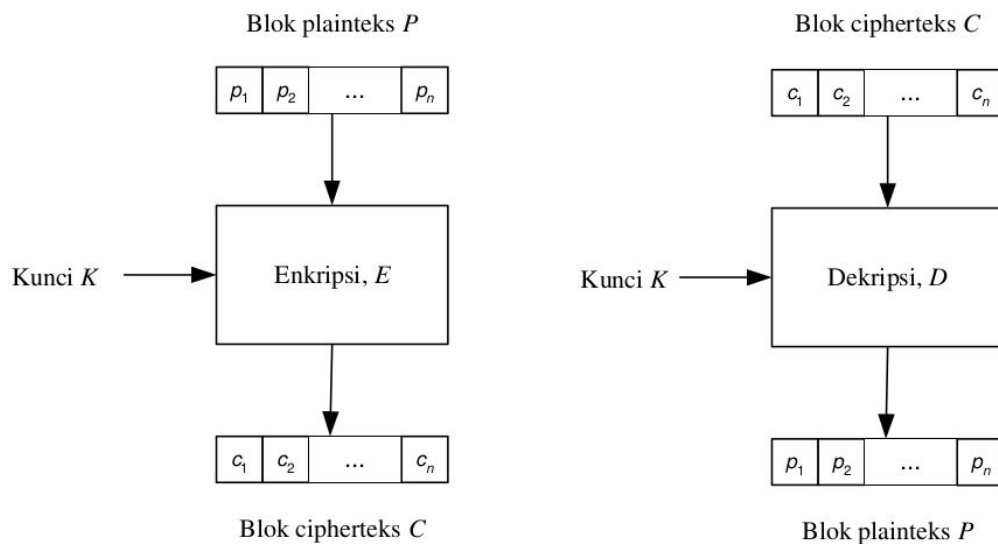 Blok plainteks P
p1 p2 ... pn
Kunci K
Enkripsi, E
c1 c2 ... cn
Blok cipherteks C
Blok cipherteks C
c1 c2 ... cn
Kunci K
Dekripsi, D
p1 p2 ... pn
Blok plainteks P